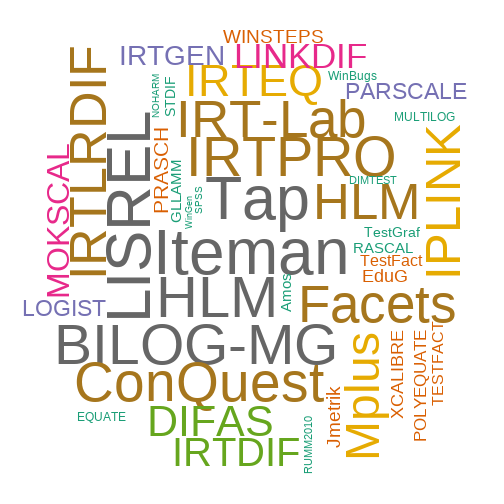 WINSTEPS
IRTGEN
LINKDIF
IRTEQ
WinBugs
NOHARM
STDIF
PARSCALE
IRTLRDIF
IRT-Lab
MULTILOG
LISREL
PRASCH
IRTPRO
IPLINK
MOKSCAL
GLLAMM
WinGen
SPSS
Tap
DIMTEST
HLM
TestGraf
Iteman
RASCAL
TestFact
EduG
LOGIST
HLM
Amos
Facets
BILOG-MG
Mplus
XCALIBRE
POLYEQUATE
TESTFACT
ConQuest
Jmetrik
EQUATE
DIFAS
IRTDIF
RUMM2010